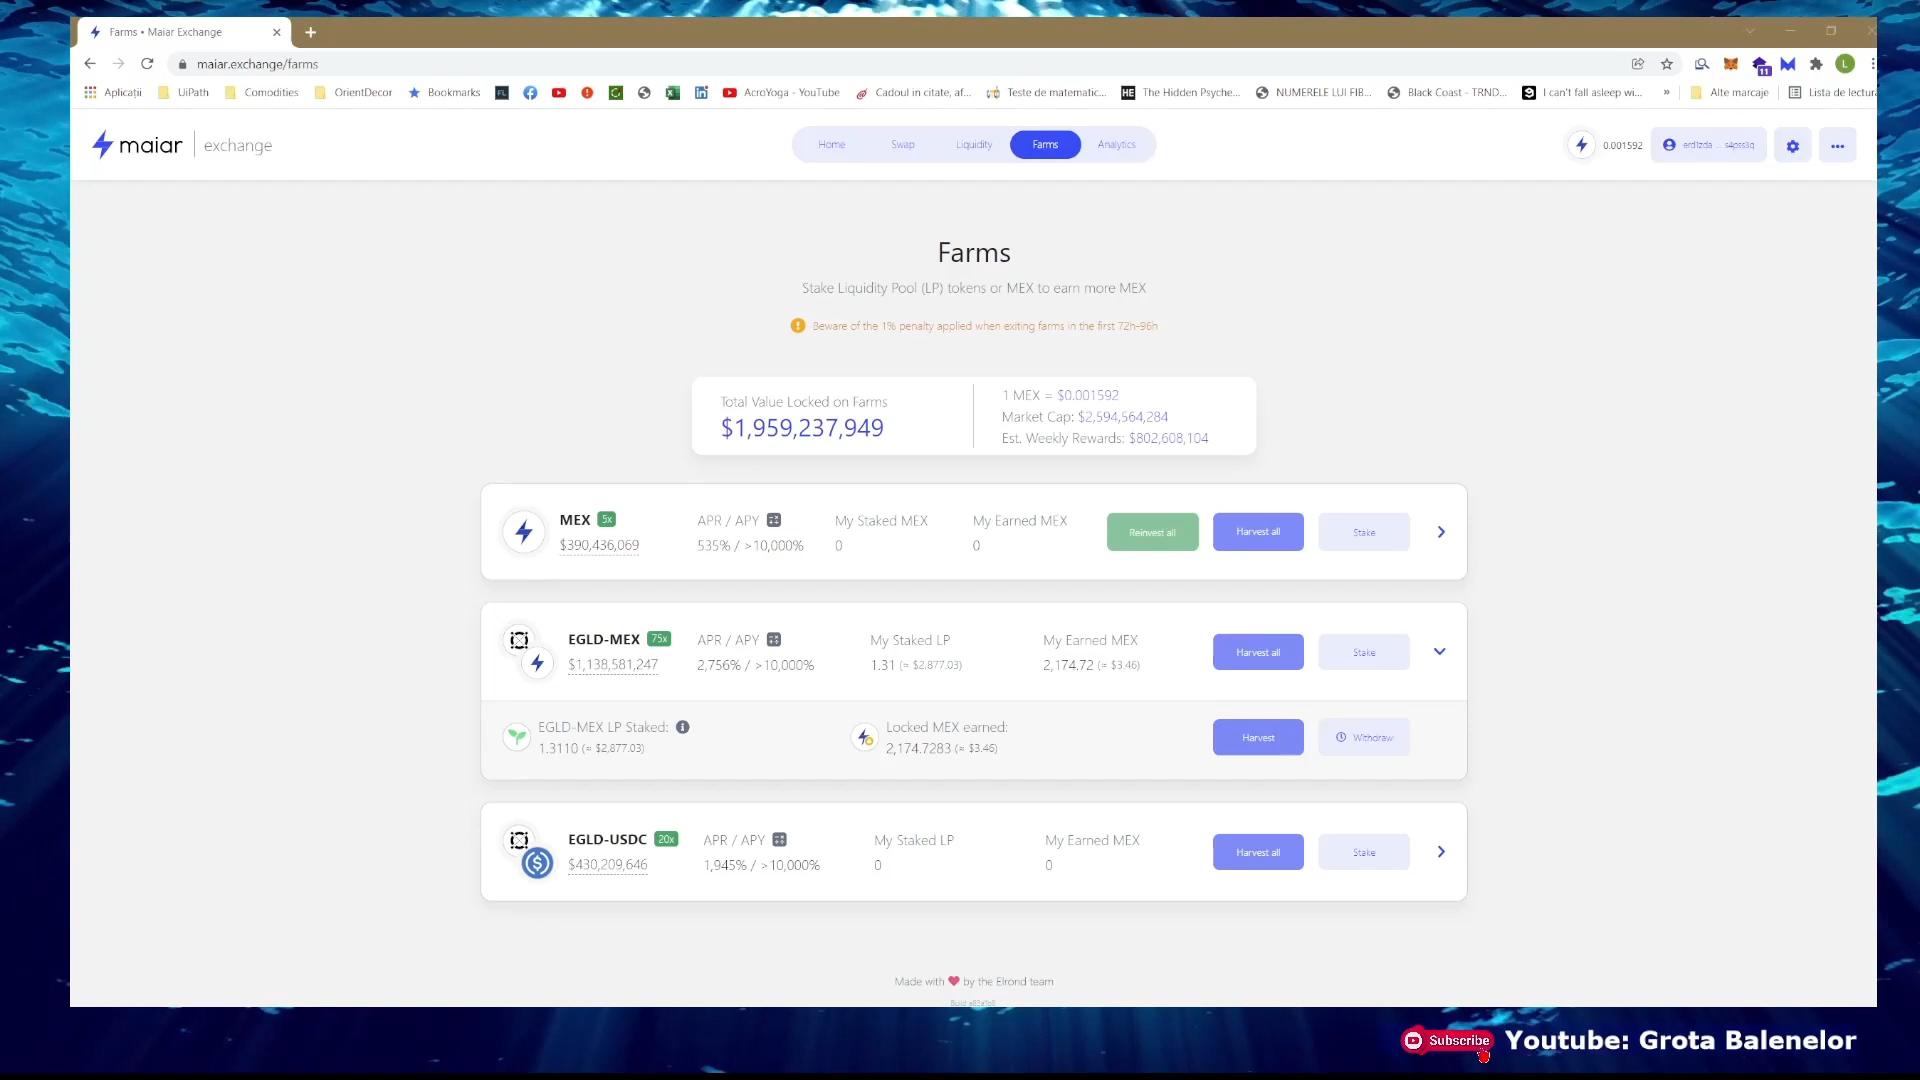 Farms • Maiar Exchange
maiar.exchange/farms
Aplicații
UiPath
Comodities
OrientDecor
Bookmarks
AcroYoga - YouTube
Cadoul in citate, af...
Teste de matematic...
The Hidden Psyche...
NUMERELE LUI FIB...
Black Coast - TRND...
I can't fall asleep wi...
»
Alte marcaje
Lista de lectura
11
L
maiar | exchange
Home
Swap
Liquidity
Farms
Analytics
0.001592
erd1zda ... s4pss3q
Farms
Stake Liquidity Pool (LP) tokens or MEX to earn more MEX
Beware of the 1% penalty applied when exiting farms in the first 72h-96h
Total Value Locked on Farms
$1,959,237,949
1 MEX = $0.001592
Market Cap: $2,594,564,284
Est. Weekly Rewards: $802,608,104
MEX 5x
$390,436,069
APR / APY
535% / >10,000%
My Staked MEX
0
My Earned MEX
0
Reinvest all
Harvest all
Stake
EGLD-MEX 75x
$1,138,581,247
APR / APY
2,756% / >10,000%
My Staked LP
1.31 (≈ $2,877.03)
My Earned MEX
2,174.72 (≈ $3.46)
Harvest all
Stake
EGLD-MEX LP Staked:
1.3110 (≈ $2,877.03)
Locked MEX earned:
2,174.7283 (≈ $3.46)
Harvest
Withdraw
EGLD-USDC 20x
$430,209,646
APR / APY
1,945% / >10,000%
My Staked LP
0
My Earned MEX
0
Harvest all
Stake
Made with ❤ by the Elrond team
Subscribe
Youtube: Grota Balenelor